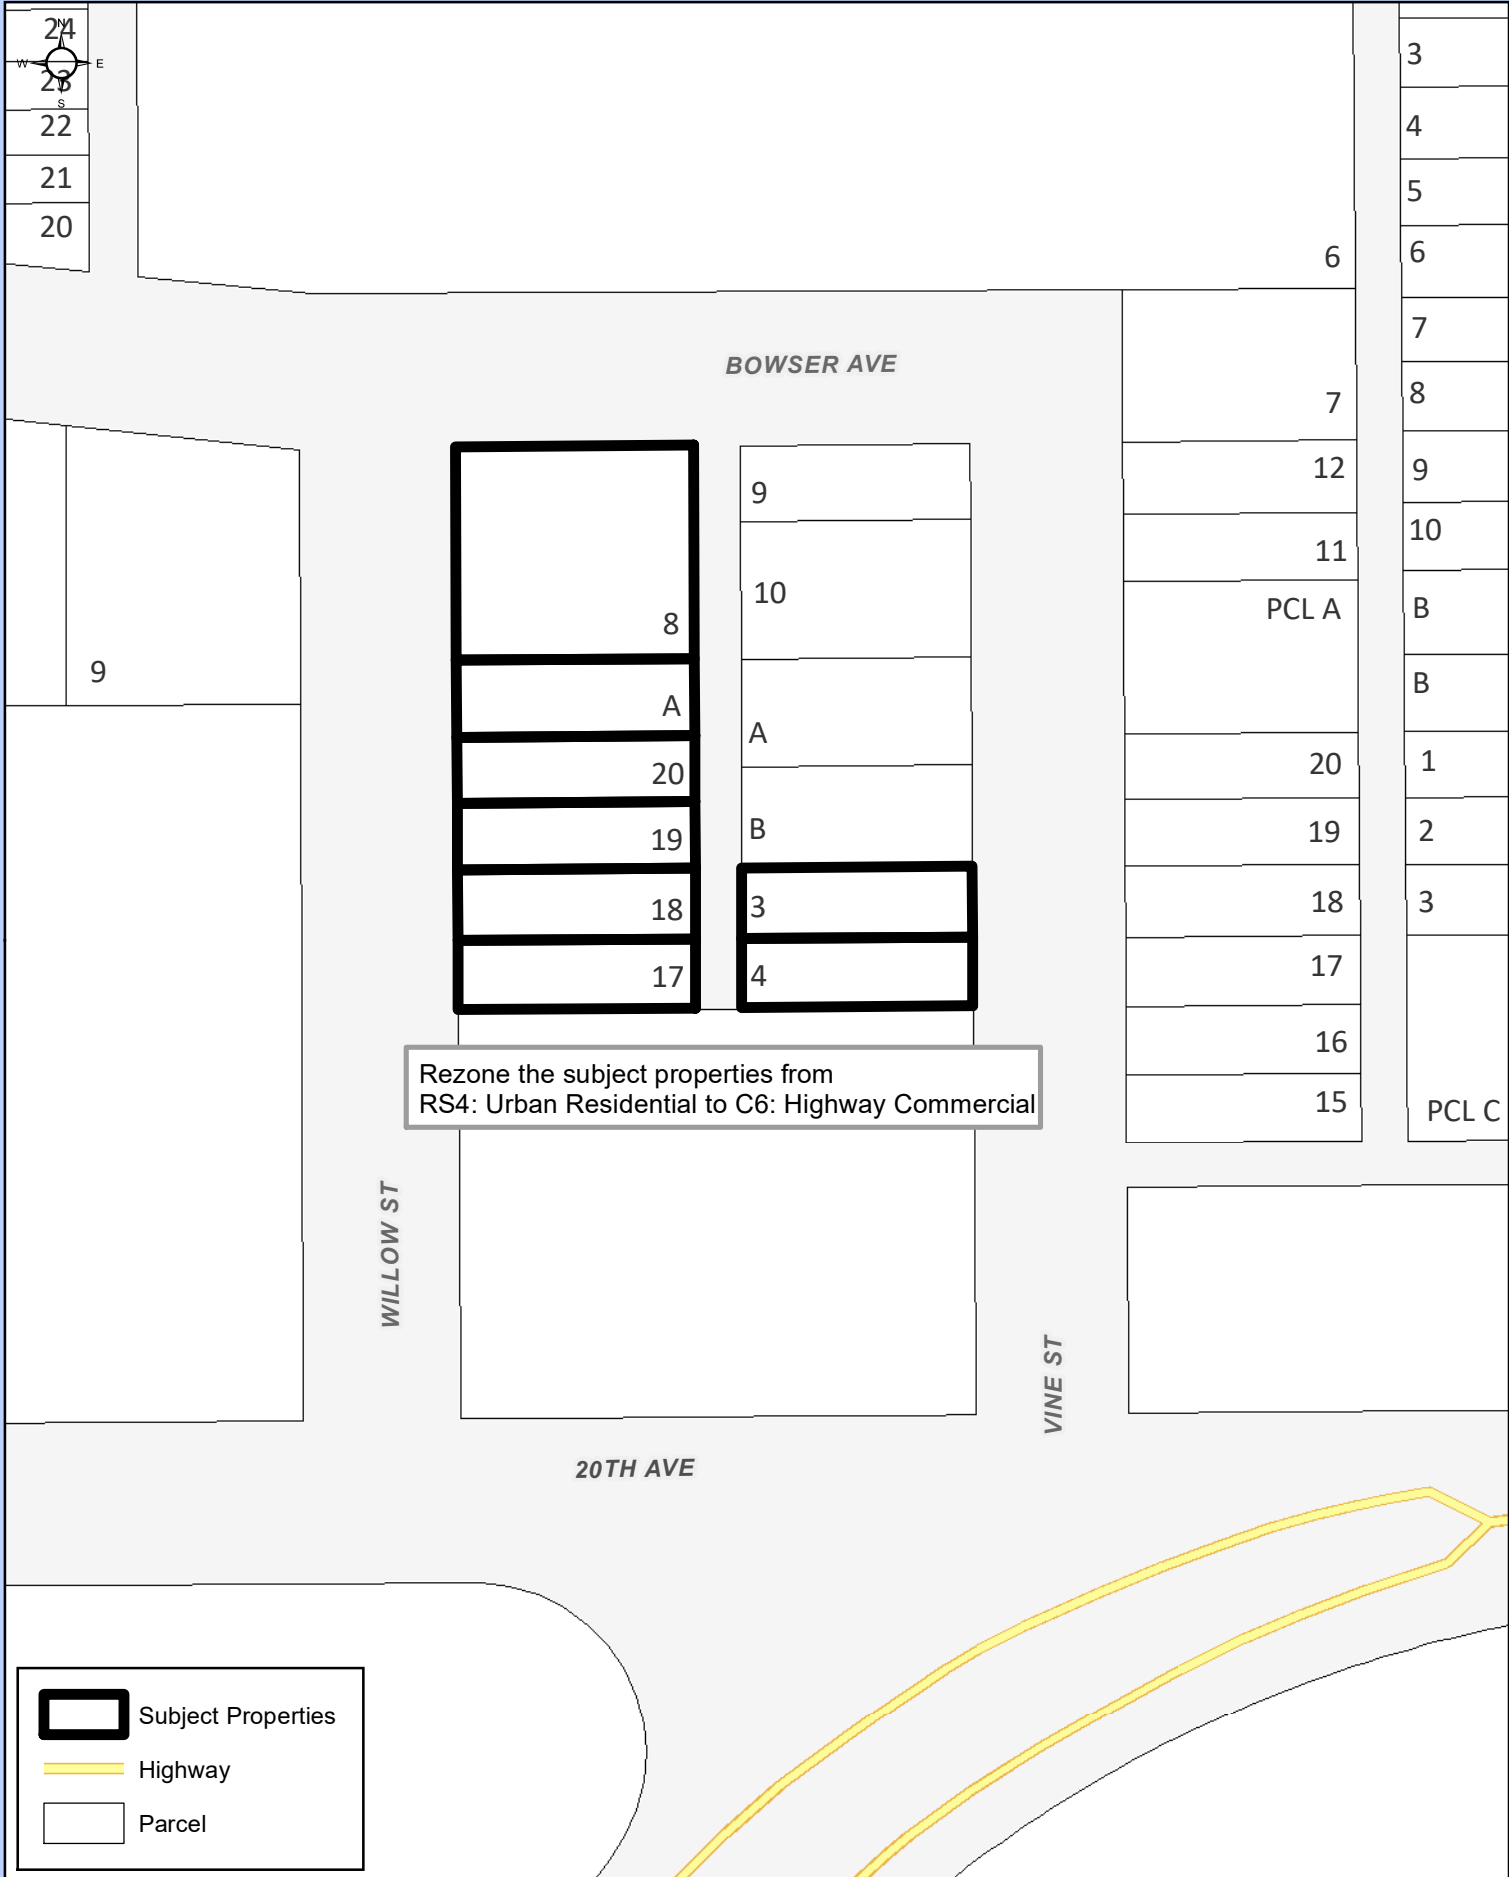 24
N
W
E
23
S
22
21
20
3
4
5
6
6
7
8
9
10
B
B
1
2
3
PCL C
BOWSER AVE
7
12
11
PCL A
20
19
18
17
16
15
9
8
A
20
19
18
17
9
10
A
B
3
4
Rezone the subject properties from
RS4: Urban Residential to C6: Highway Commercial
WILLOW ST
VINE ST
20TH AVE
Subject Properties
Highway
Parcel